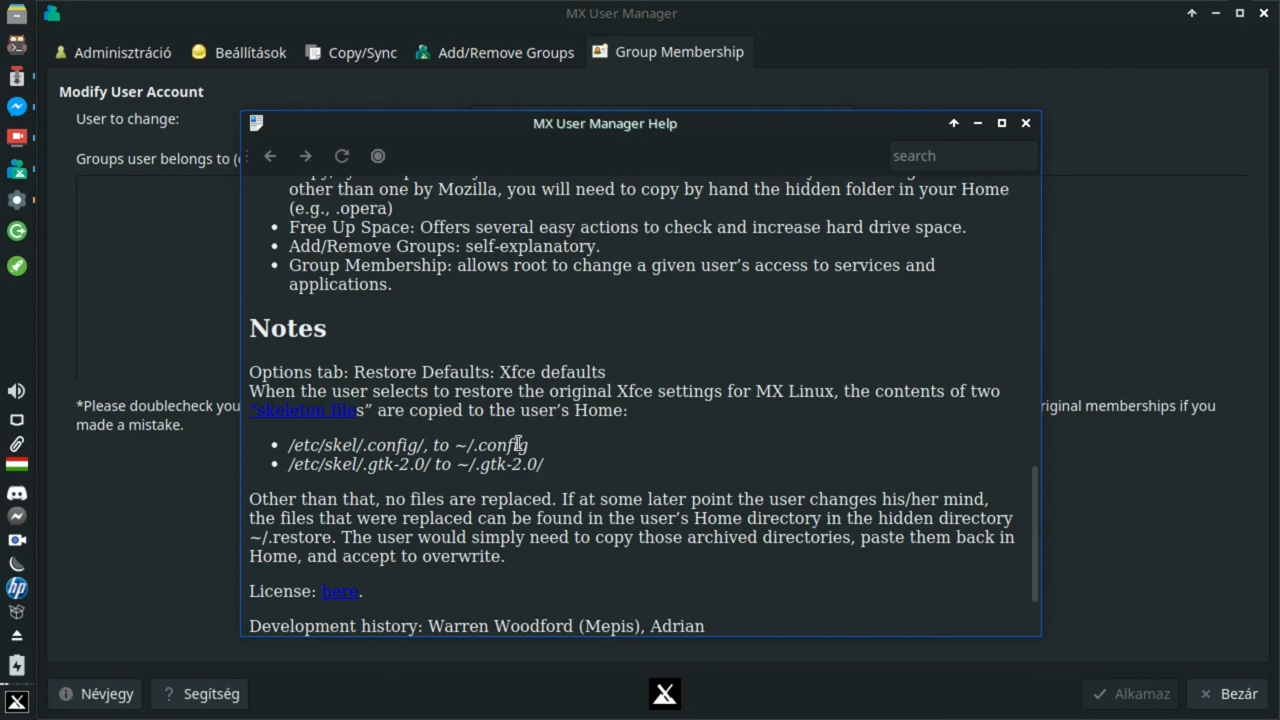 MX User Manager
Adminisztráció
Beállítások
Copy/Sync
Add/Remove Groups
Group Membership
Modify User Account
User to change:
Groups user belongs to
MX User Manager Help
search
other than one by Mozilla, you will need to copy by hand the hidden folder in your Home
(e.g., .opera)
• Free Up Space: Offers several easy actions to check and increase hard drive space.
• Add/Remove Groups: self-explanatory.
• Group Membership: allows root to change a given user’s access to services and
applications.
Notes
Options tab: Restore Defaults: Xfce defaults
When the user selects to restore the original Xfce settings for MX Linux, the contents of two
“skeleton files” are copied to the user’s Home:
• /etc/skel/.config/, to ~/.config
• /etc/skel/.gtk-2.0/ to ~/.gtk-2.0/
Other than that, no files are replaced. If at some later point the user changes his/her mind,
the files that were replaced can be found in the user’s Home directory in the hidden directory
~/.restore. The user would simply need to copy those archived directories, paste them back in
Home, and accept to overwrite.
License: here.
Development history: Warren Woodford (Mepis), Adrian
*Please doublecheck you
riginal memberships if you
made a mistake.
hp
Névjegy
? Segítség
Alkamaz
Bezár